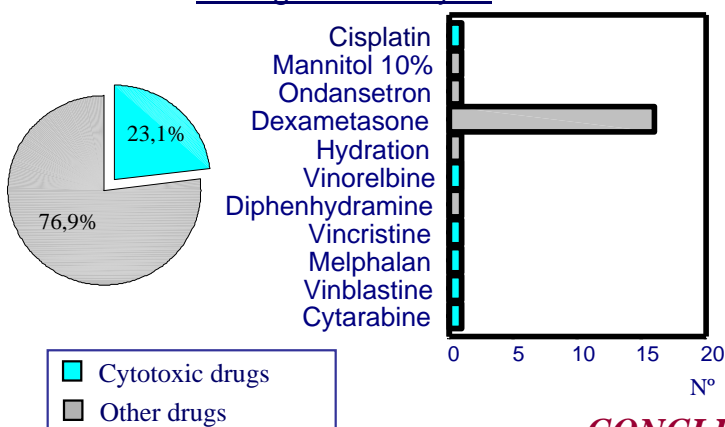 23,1%
76,9%
Cytotoxic drugs
Other drugs
Cisplatin
Mannitol 10%
Ondansetron
Dexametasone
Hydration
Vinorelbine
Diphenhydramine
Vincristine
Melphalan
Vinblastine
Cytarabine
0 5 10 15 20
Nº